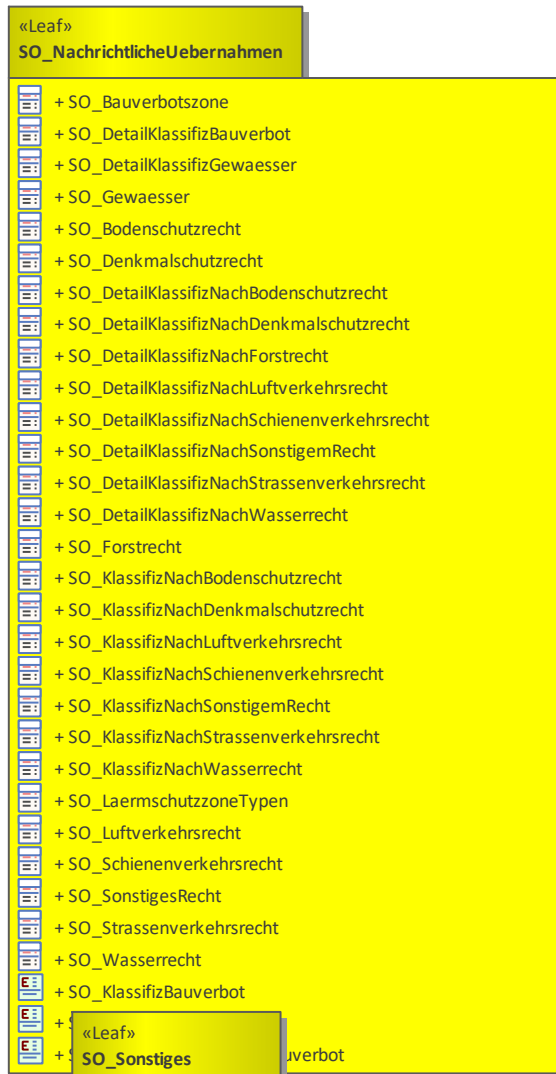 «Leaf»
SO_NachrichtlicheUebernahmen
+ SO_Bauverbotszone
+ SO_DetailKlassifizBauverbot
+ SO_DetailKlassifizGewaesser
+ SO_Gewaesser
+ SO_Bodenschutzrecht
+ SO_Denkmalschutzrecht
+ SO_DetailKlassifizNachBodenschutzrecht
+ SO_DetailKlassifizNachDenkmalschutzrecht
+ SO_DetailKlassifizNachForstrecht
+ SO_DetailKlassifizNachLuftverkehrsrecht
+ SO_DetailKlassifizNachSchienenverkehrsrecht
+ SO_DetailKlassifizNachSonstigemRecht
+ SO_DetailKlassifizNachStrassenverkehrsrecht
+ SO_DetailKlassifizNachWasserrecht
+ SO_Forstrecht
+ SO_KlassifizNachBodenschutzrecht
+ SO_KlassifizNachDenkmalschutzrecht
+ SO_KlassifizNachLuftverkehrsrecht
+ SO_KlassifizNachSchienenverkehrsrecht
+ SO_KlassifizNachSonstigemRecht
+ SO_KlassifizNachStrassenverkehrsrecht
+ SO_KlassifizNachWasserrecht
+ SO_LaermschutzzoneTypen
+ SO_Luftverkehrsrecht
+ SO_Schienenverkehrsrecht
+ SO_SonstigesRecht
+ SO_Strassenverkehrsrecht
+ SO_Wasserrecht
+ SO_KlassifizBauverbot
+
+ uverbot
«Leaf»
SO_Sonstiges